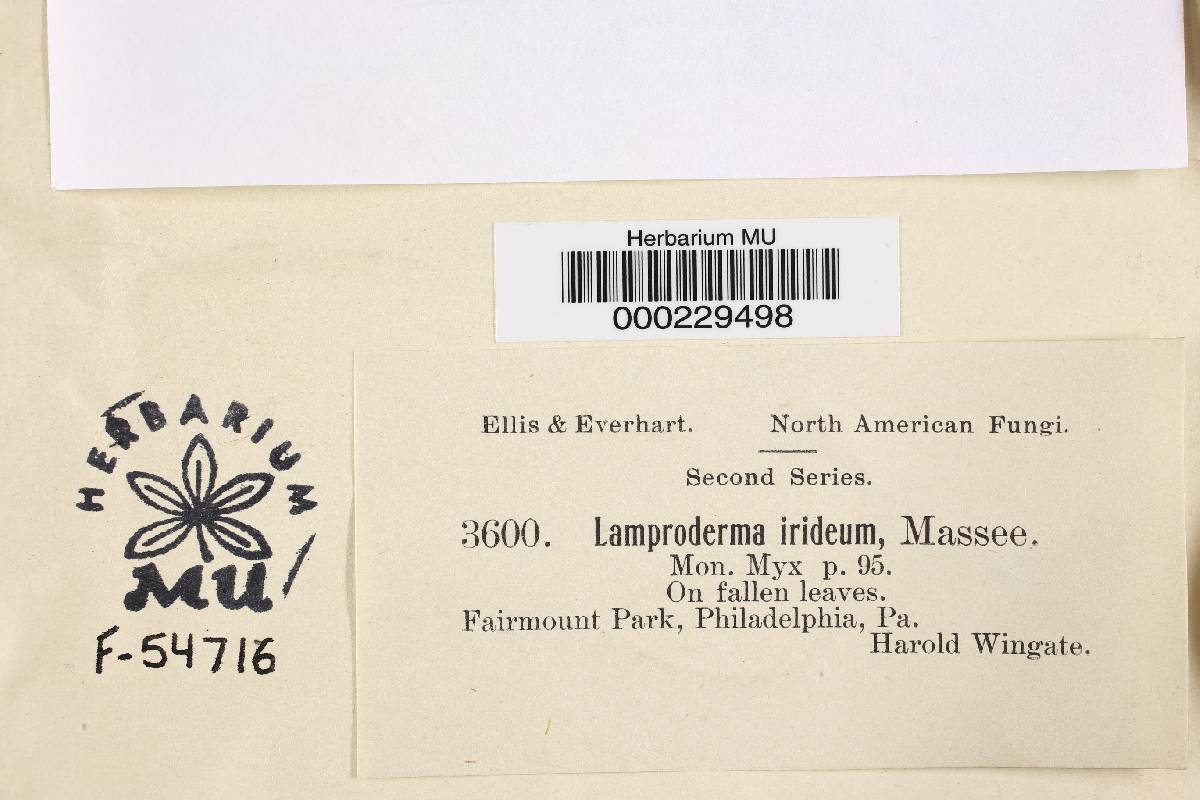 Herbarium MU
000229498
HERBARIUM
MU
F-54716
Ellis & Everhart. North American Fungi.
Second Series.
3600. Lamproderma irideum, Massee.
Mon. Myx p. 95.
On fallen leaves.
Fairmount Park, Philadelphia, Pa.
Harold Wingate.